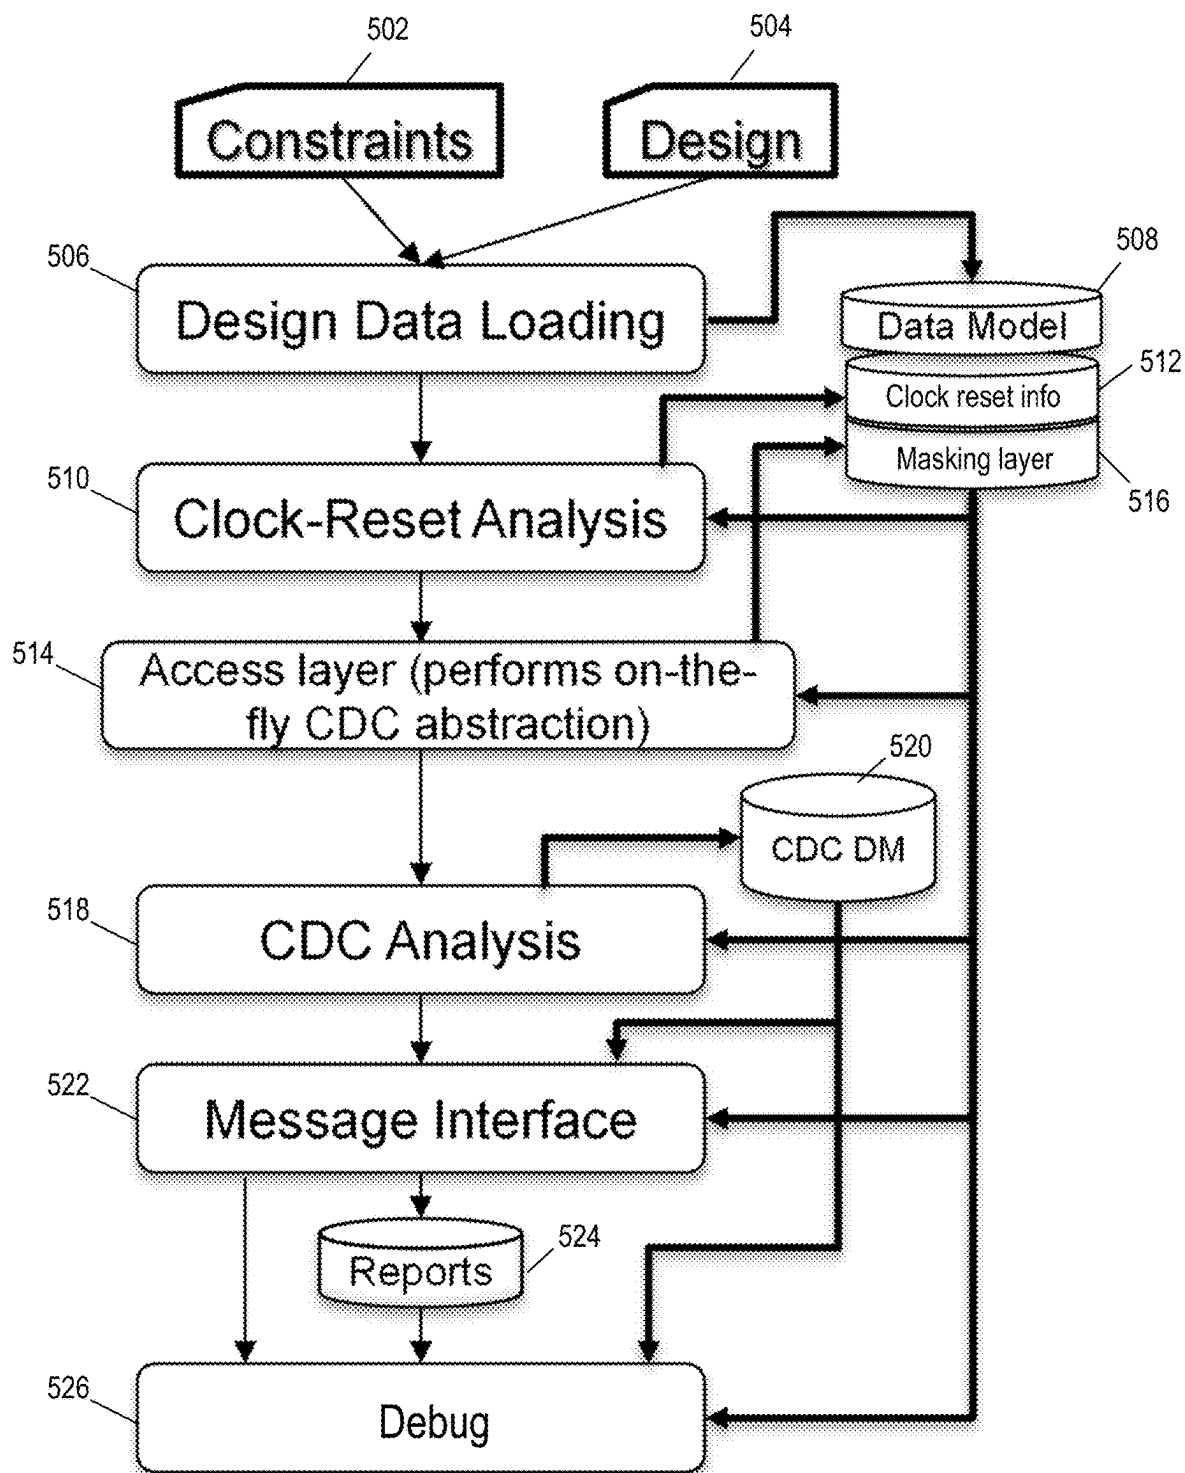 502
504
Constraints
Design
506
Design Data Loading
508
Data Model
512
Clock reset info
510
Clock-Reset Analysis
Masking layer
516
514
Access layer (performs on-the-
fly CDC abstraction)
520
CDC DM
518
CDC Analysis
522
Message Interface
524
Reports
526
Debug